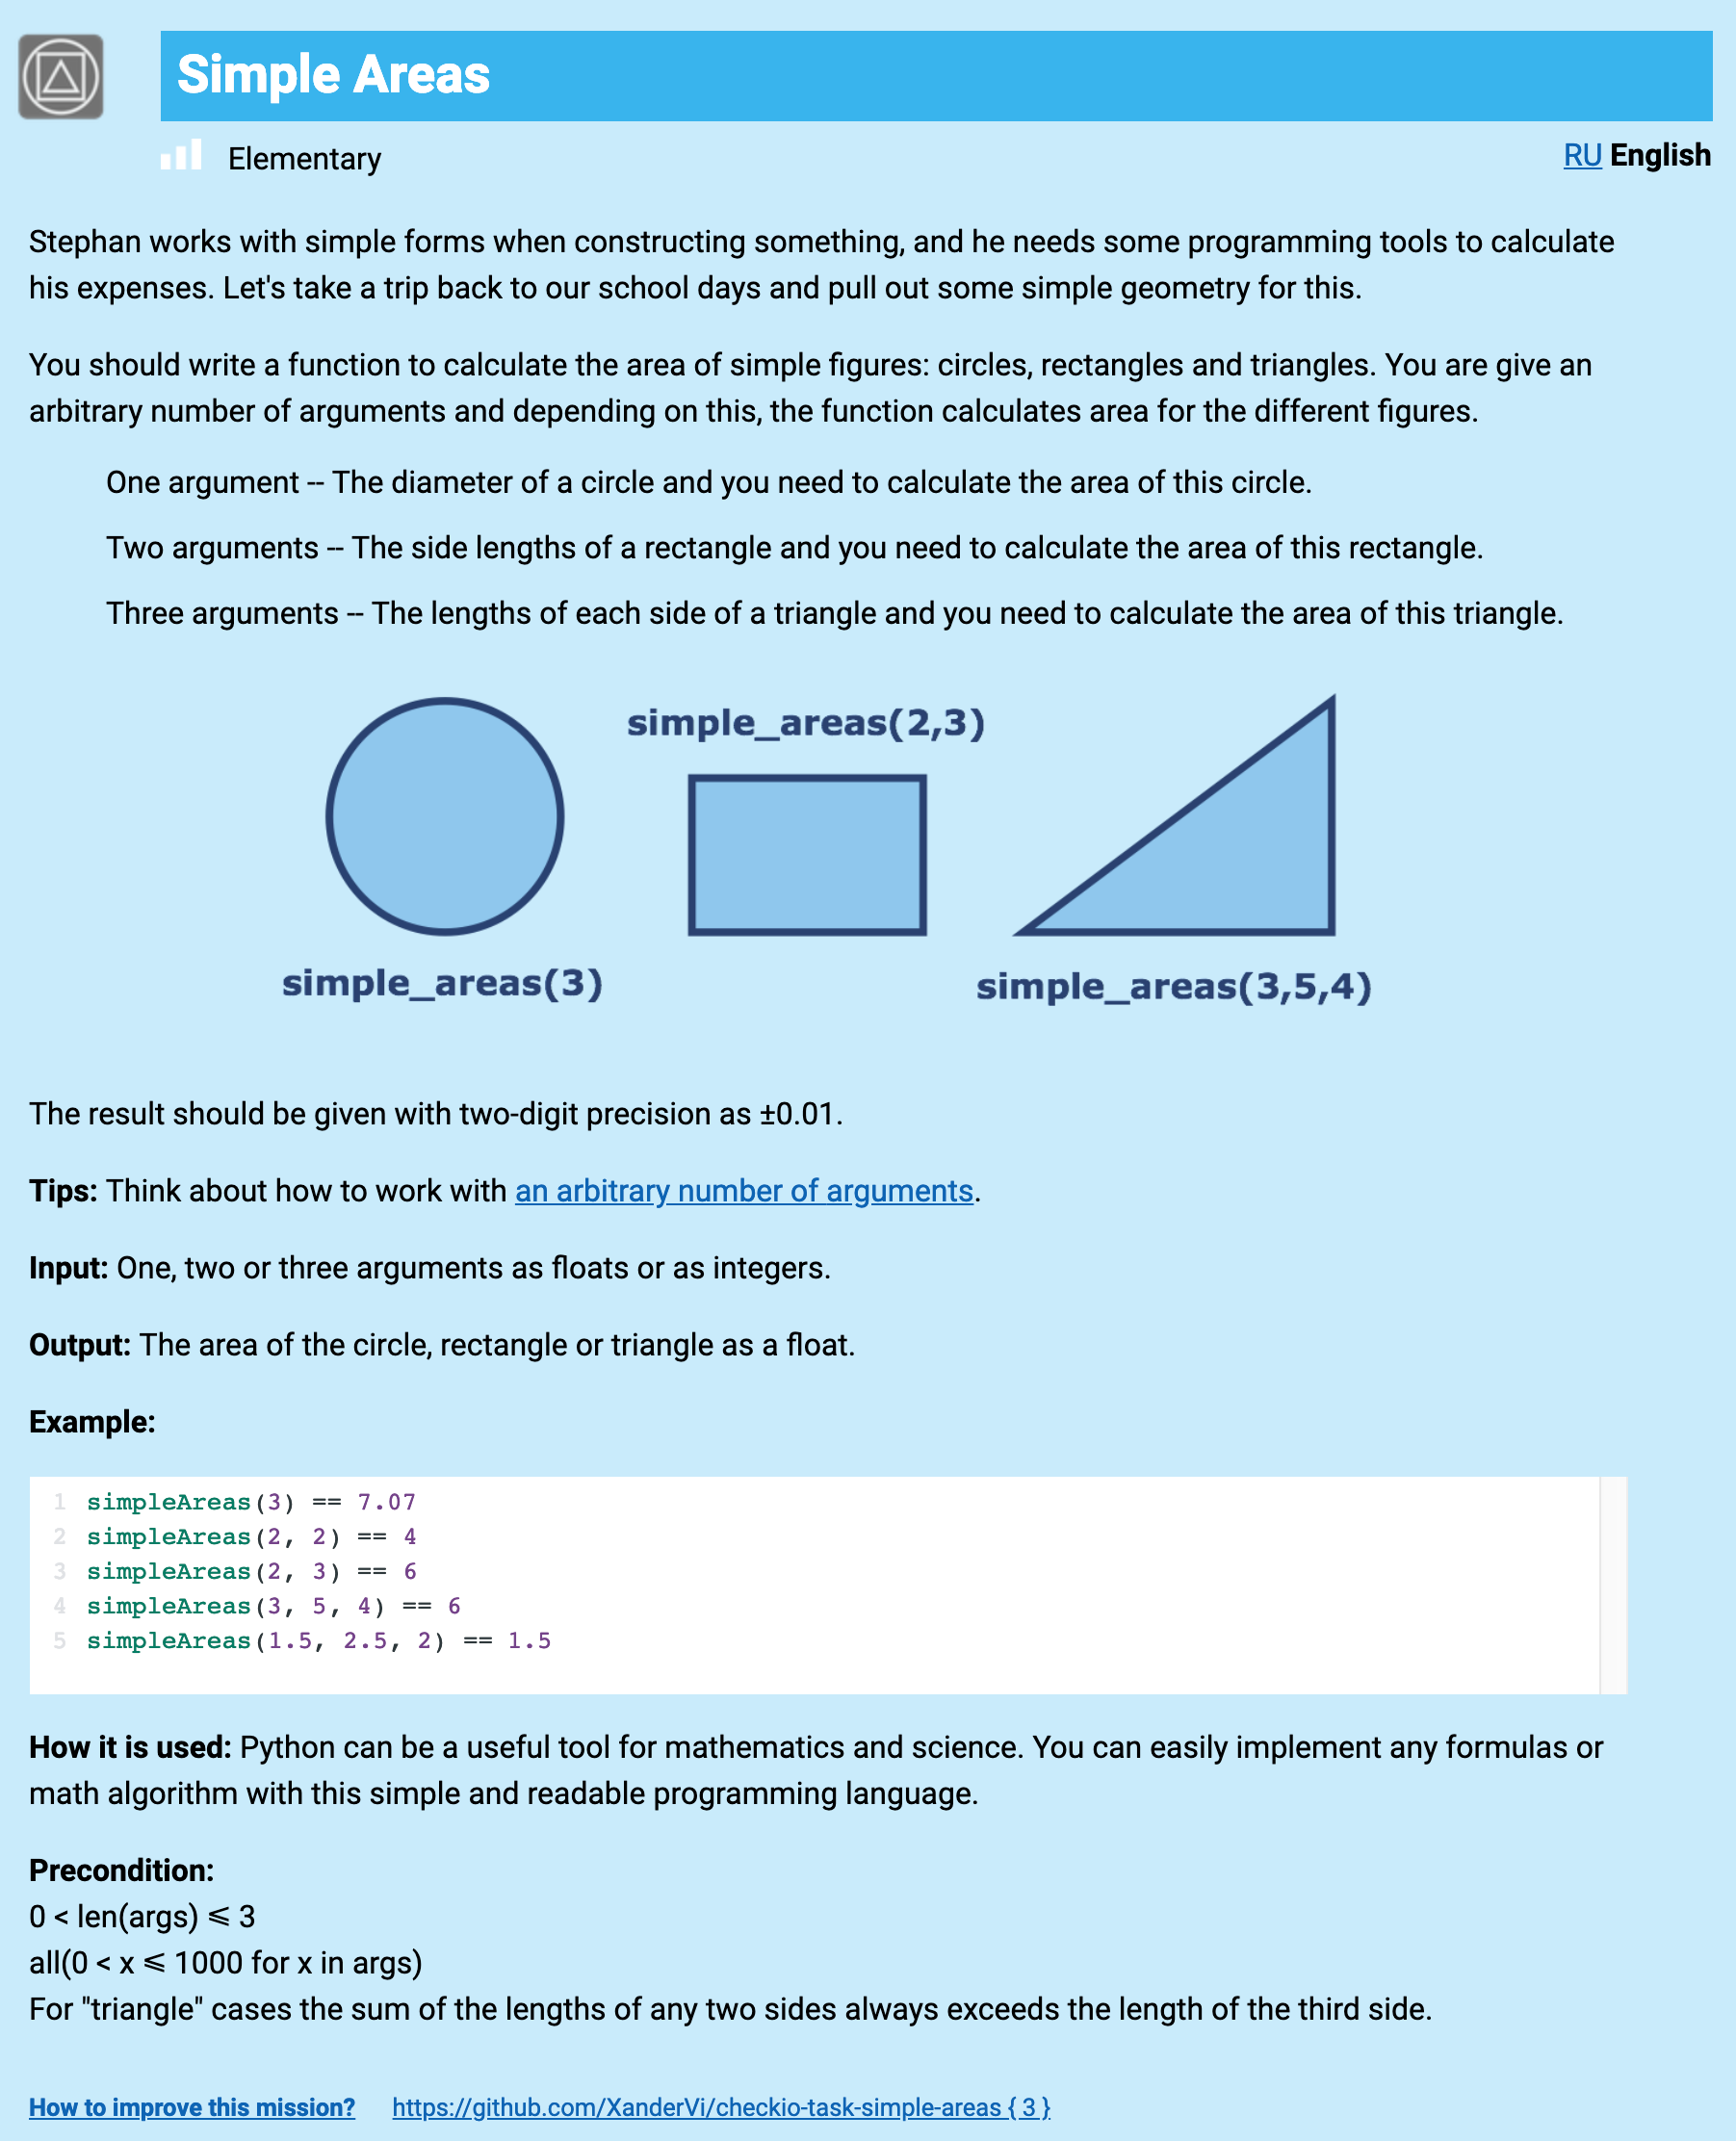 Simple Areas
Elementary
RU English
Stephan works with simple forms when constructing something, and he needs some programming tools to calculate
his expenses. Let's take a trip back to our school days and pull out some simple geometry for this.
You should write a function to calculate the area of simple figures: circles, rectangles and triangles. You are give an
arbitrary number of arguments and depending on this, the function calculates area for the different figures.
One argument -- The diameter of a circle and you need to calculate the area of this circle.
Two arguments -- The side lengths of a rectangle and you need to calculate the area of this rectangle.
Three arguments -- The lengths of each side of a triangle and you need to calculate the area of this triangle.
simple_areas(2,3)
simple_areas(3)
simple_areas(3,5,4)
The result should be given with two-digit precision as ±0.01.
Tips: Think about how to work with an arbitrary number of arguments.
Input: One, two or three arguments as floats or as integers.
Output: The area of the circle, rectangle or triangle as a float.
Example:
1 simpleAreas(3) == 7.07
2 simpleAreas(2, 2) == 4
3 simpleAreas(2, 3) == 6
4 simpleAreas(3, 5, 4) == 6
5 simpleAreas(1.5, 2.5, 2) == 1.5
How it is used: Python can be a useful tool for mathematics and science. You can easily implement any formulas or
math algorithm with this simple and readable programming language.
Precondition:
0 < len(args) ⩽ 3
all(0 < x ⩽ 1000 for x in args)
For "triangle" cases the sum of the lengths of any two sides always exceeds the length of the third side.
How to improve this mission? https://github.com/XanderVi/checkio-task-simple-areas { 3 }